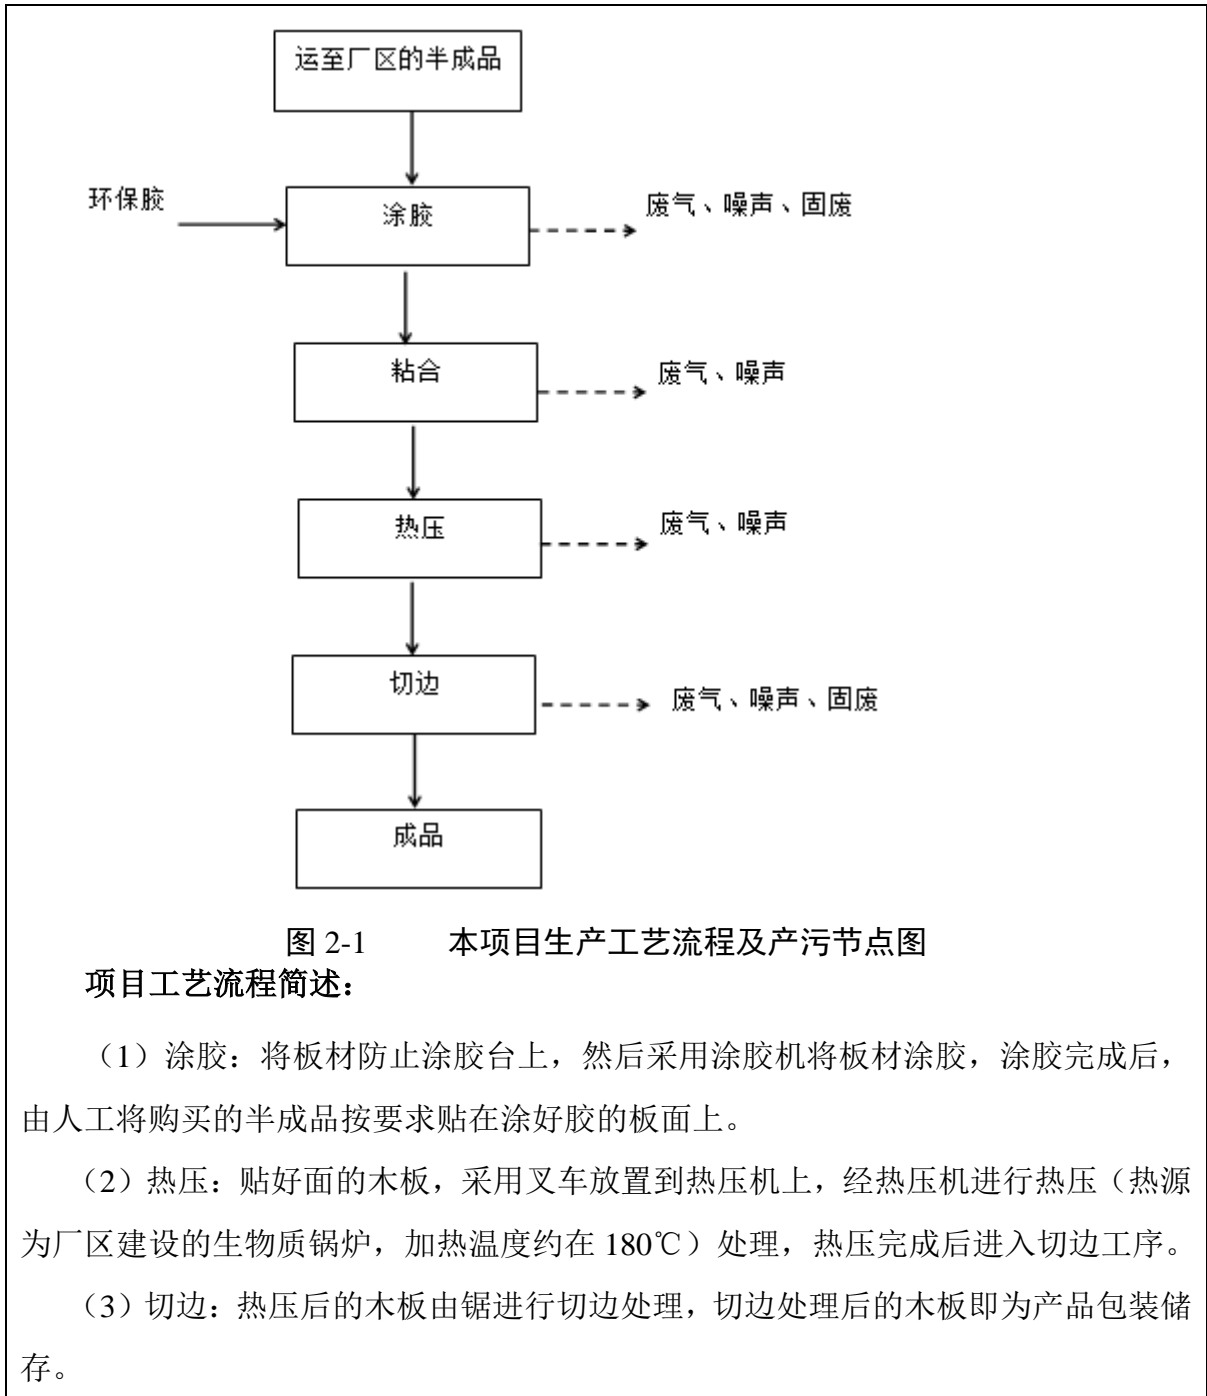 运至厂区的半成品
环保胶
涂胶
废气、噪声、固废
粘合
废气、噪声
热压
废气、噪声
切边
废气、噪声、固废
成品
图 2-1 本项目生产工艺流程及产污节点图
项目工艺流程简述：
（1）涂胶：将板材防止涂胶台上，然后采用涂胶机将板材涂胶，涂胶完成后，
由人工将购买的半成品按要求贴在涂好胶的板面上。
（2）热压：贴好面的木板，采用叉车放置到热压机上，经热压机进行热压（热源
为厂区建设的生物质锅炉，加热温度约在 180℃）处理，热压完成后进入切边工序。
（3）切边：热压后的木板由锯进行切边处理，切边处理后的木板即为产品包装储
存。